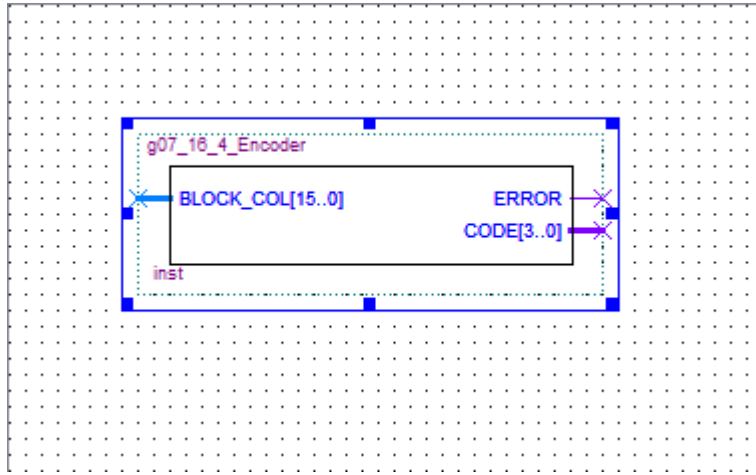 g07_16_4_Encoder
BLOCK_COL[15..0] ERROR
CODE[3..0]
inst